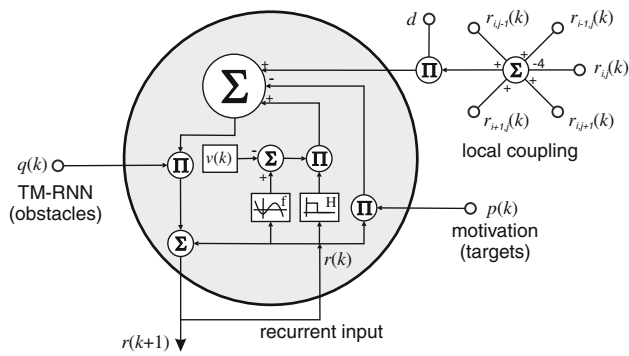 d
r_{i,j-1}(k)
r_{i-1,j}(k)
+
-
+
Σ
Π
+
+
+
-4
Σ
+
+
r_{i,j}(k)
r_{i+1,j}(k)
r_{i,j+1}(k)
local coupling
q(k)
TM-RNN
(obstacles)
Π
v(k)
-
Σ
+
Π
f
H
Π
p(k)
motivation
(targets)
Σ
r(k)
recurrent input
r(k+1)